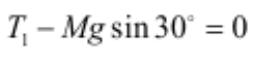 T₁ − Mg sin 30° = 0